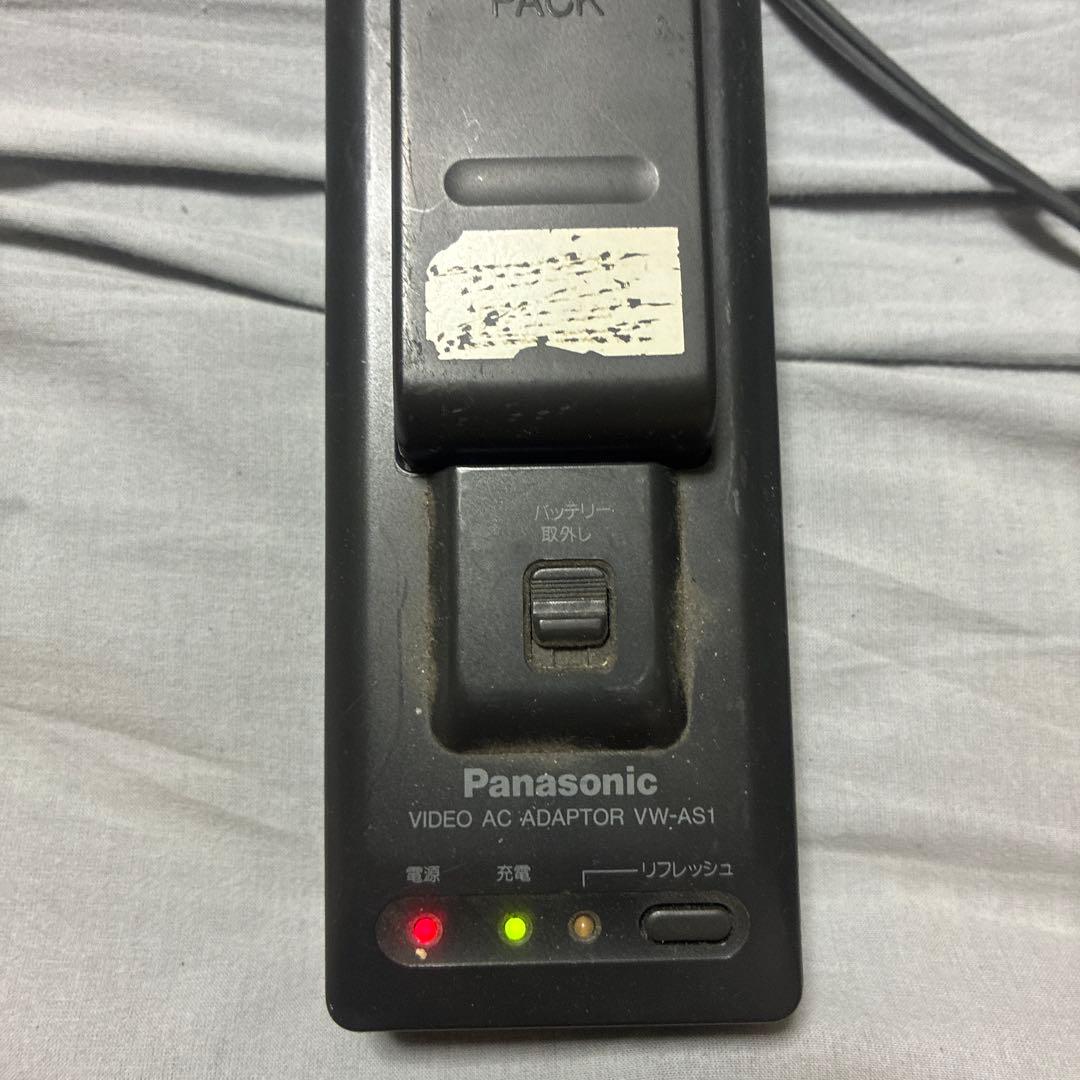 PACK
バッテリー
取外し
Panasonic
VIDEO AC ADAPTOR VW-AS1
電源 充電 リフレッシュ